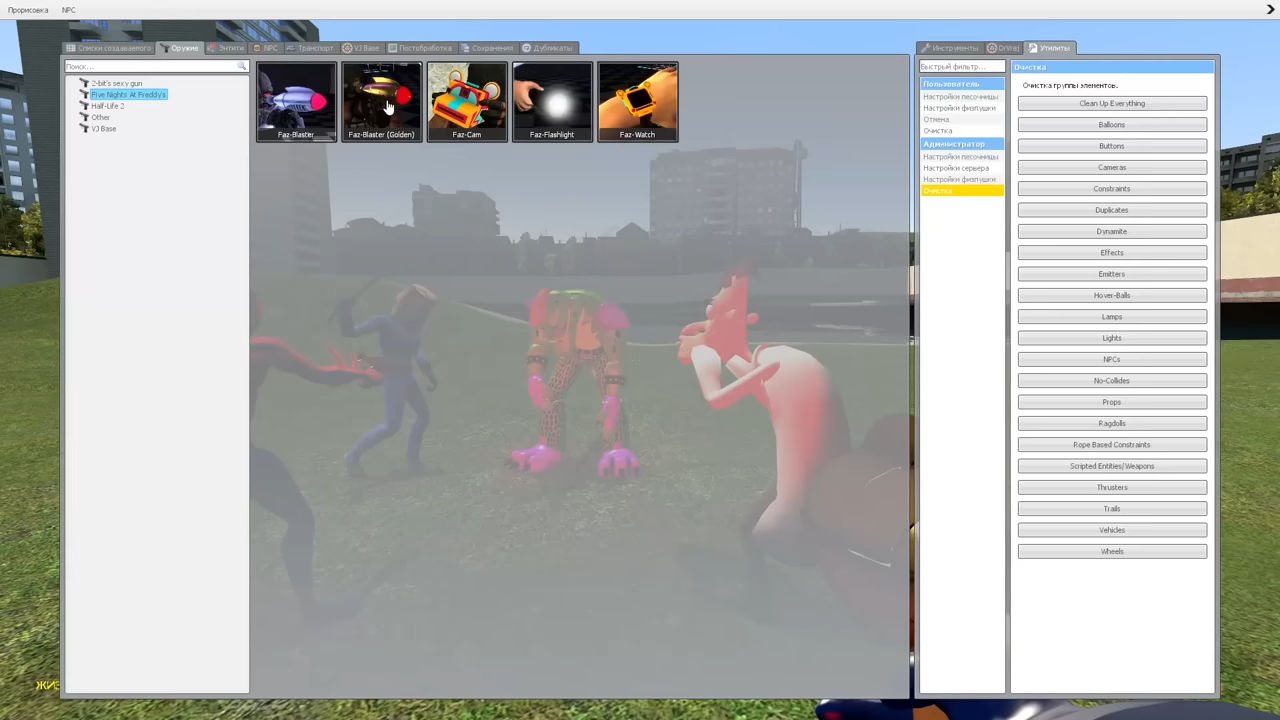 Прорисовка NPC
Списки создаваемого Оружие Энтити NPC Транспорт VJ Base Постобработка Сохранения Дубликаты
Поиск...
2-bit's sexy gun
Five Nights At Freddy's
Half-Life 2
Other
VJ Base
Faz-Blaster Faz-Blaster (Golden) Faz-Cam Faz-Flashlight Faz-Watch
Инструменты DrVrej Утилиты
Быстрый фильтр...
Пользователь
Настройки песочницы
Настройки физпушки
Отмена
Очистка
Администратор
Настройки песочницы
Настройки сервера
Настройки физпушки
Очистка
Очистка
Очистка группы элементов.
Clean Up Everything
Balloons
Buttons
Cameras
Constraints
Duplicates
Dynamite
Effects
Emitters
Hover-Balls
Lamps
Lights
NPCs
No-Collides
Props
Ragdolls
Rope Based Constraints
Scripted Entities/Weapons
Thrusters
Trails
Vehicles
Wheels